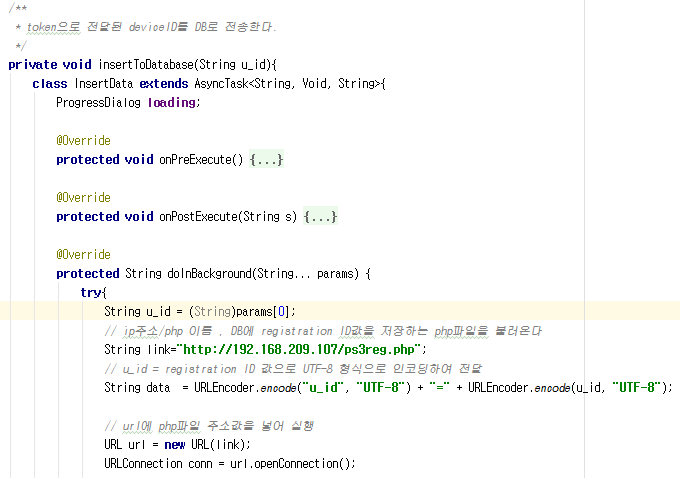 /**
 * token으로 전달된 deviceID를 DB로 전송한다.
 */
private void insertToDatabase(String u_id){
class InsertData extends AsyncTask<String, Void, String>{
ProgressDialog loading;
@Override
protected void onPreExecute() {...}
@Override
protected void onPostExecute(String s) {...}
@Override
protected String doInBackground(String... params) {
try{
String u_id = (String)params[0];
// ip주소/php 이름 , DB에 registration ID값을 저장하는 php파일을 불러온다
String link="http://192.168.209.107/ps3reg.php";
// u_id = registration ID 값으로 UTF-8 형식으로 인코딩하여 전달
String data  = URLEncoder.encode("u_id", "UTF-8") + "=" + URLEncoder.encode(u_id, "UTF-8");
// url에 php파일 주소값을 넣어 실행
URL url = new URL(link);
URLConnection conn = url.openConnection();